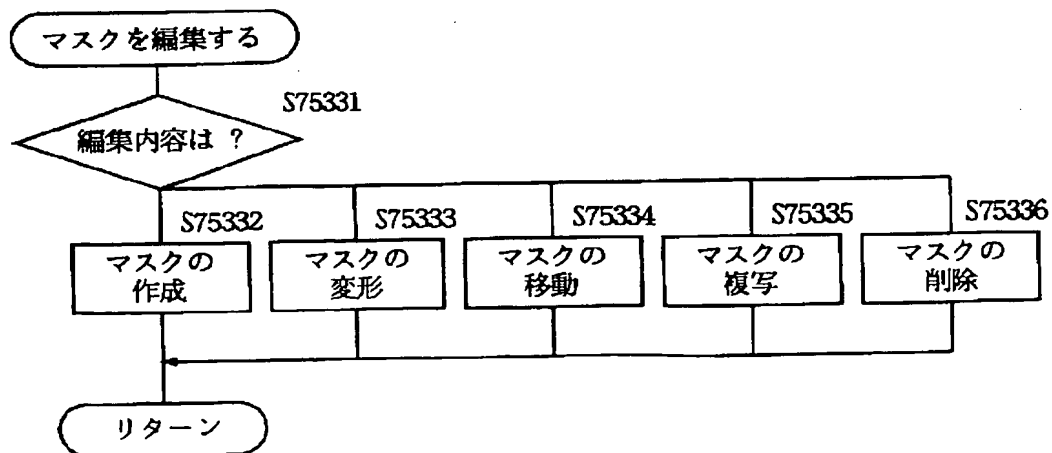 マスクを編集する
S75331
編集内容は ?
S75332
マスクの
作成
S75333
マスクの
変形
S75334
マスクの
移動
S75335
マスクの
複写
S75336
マスクの
削除
リターン